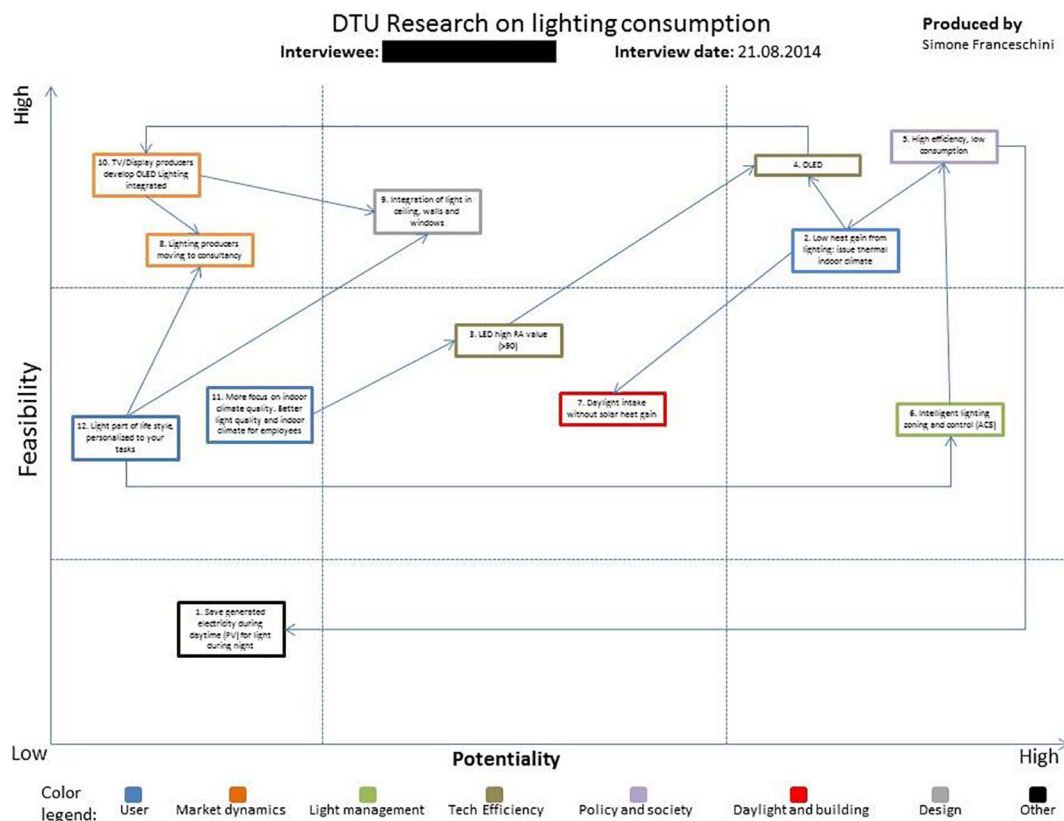 DTU Research on lighting consumption
Produced by
Simone Franceschini
Interviewee:
Interview date: 21.08.2014
High
Feasibility
10. TV/Display producers
develop OLED Lighting
integrated
9. Integration of light in
ceiling, walls and
windows
8. Lighting producers
moving to consultancy
4. OLED
5. High efficiency, low
consumption
2. Low heat gain from
lighting: issue thermal
indoor climate
3. LED high RA value
(>90)
11. More focus on indoor
climate quality. Better
light quality and indoor
climate for employees
12. Light part of life style,
personalized to your
tasks
7. Daylight intake
without solar heat gain
6. Intelligent lighting
zoning and control (ACS)
1. Save generated
electricity during
daytime (PV) for light
during night
Low
Potentiality
High
Color
legend:
User
Market dynamics
Light management
Tech Efficiency
Policy and society
Daylight and building
Design
Other